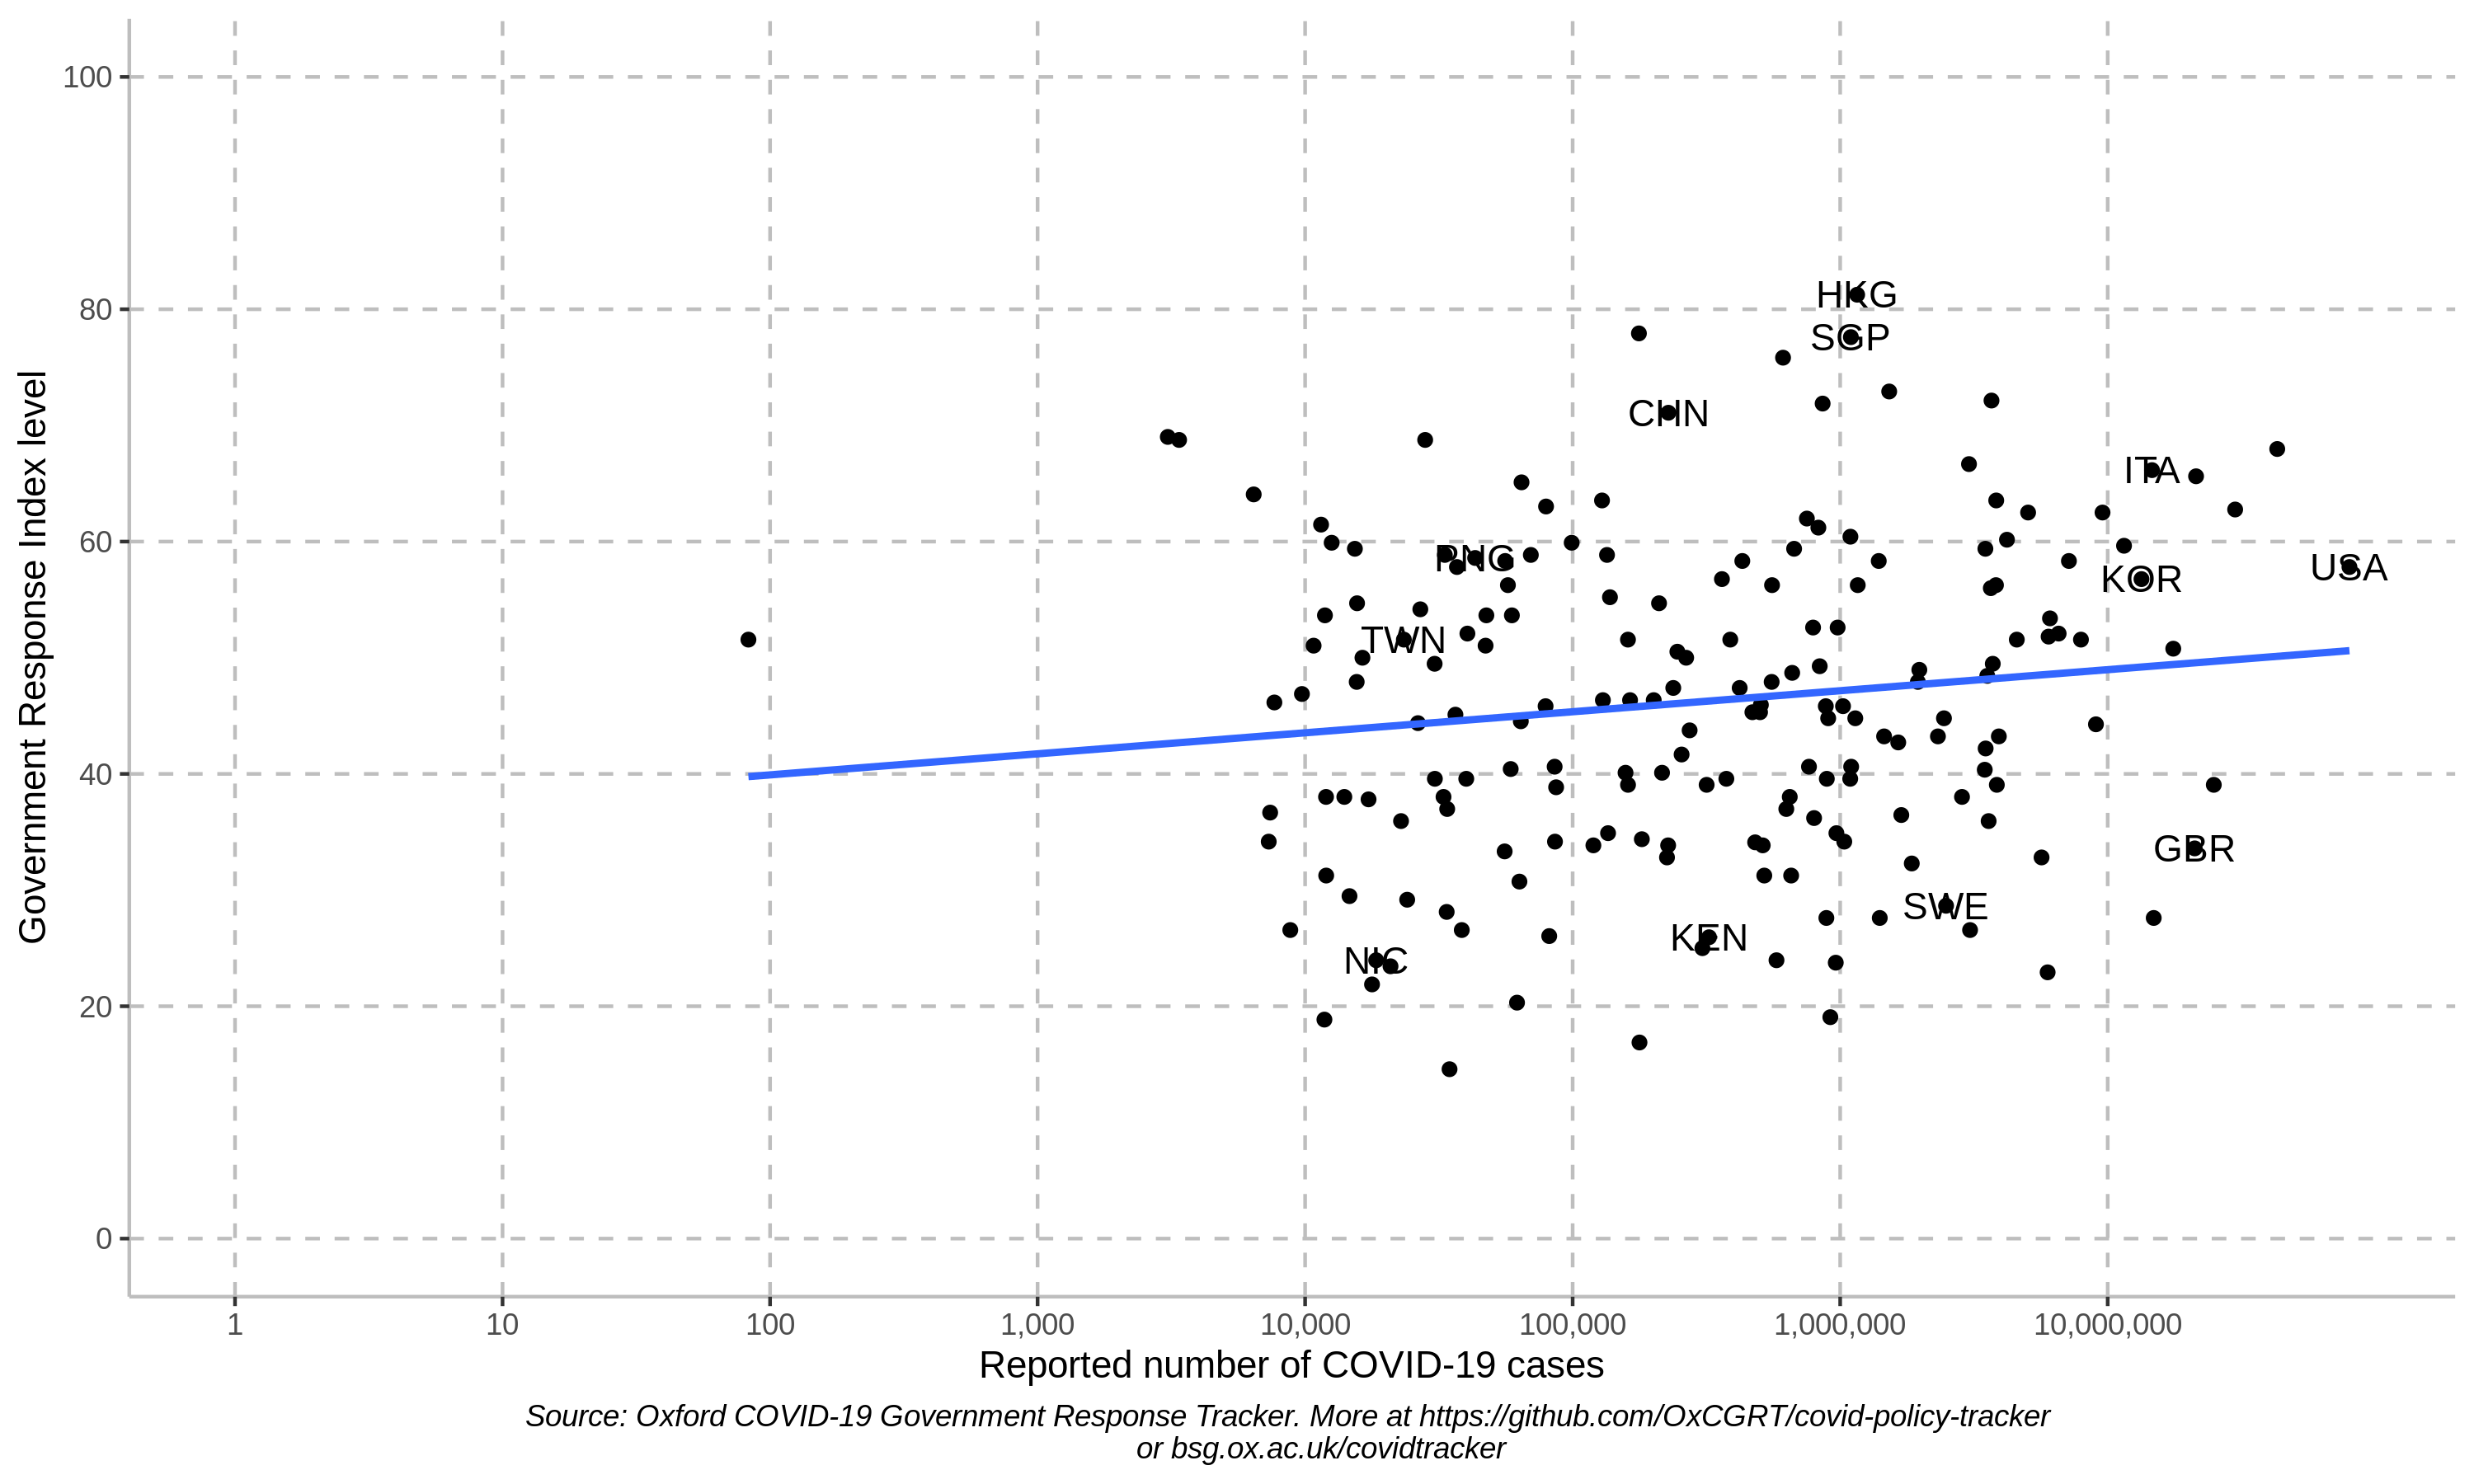 100
80
60
40
20
0
Government Response Index level
HKG
SGP
CHN
ITA
PNG
USA
KOR
TWN
GBR
SWE
KEN
NIC
1 10 100 1,000 10,000 100,000 1,000,000 10,000,000
Reported number of COVID-19 cases
Source: Oxford COVID-19 Government Response Tracker. More at https://github.com/OxCGRT/covid-policy-tracker
or bsg.ox.ac.uk/covidtracker